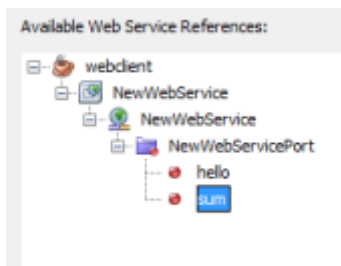 Available Web Service References:
webclient
NewWebService
NewWebService
NewWebServicePort
hello
sum